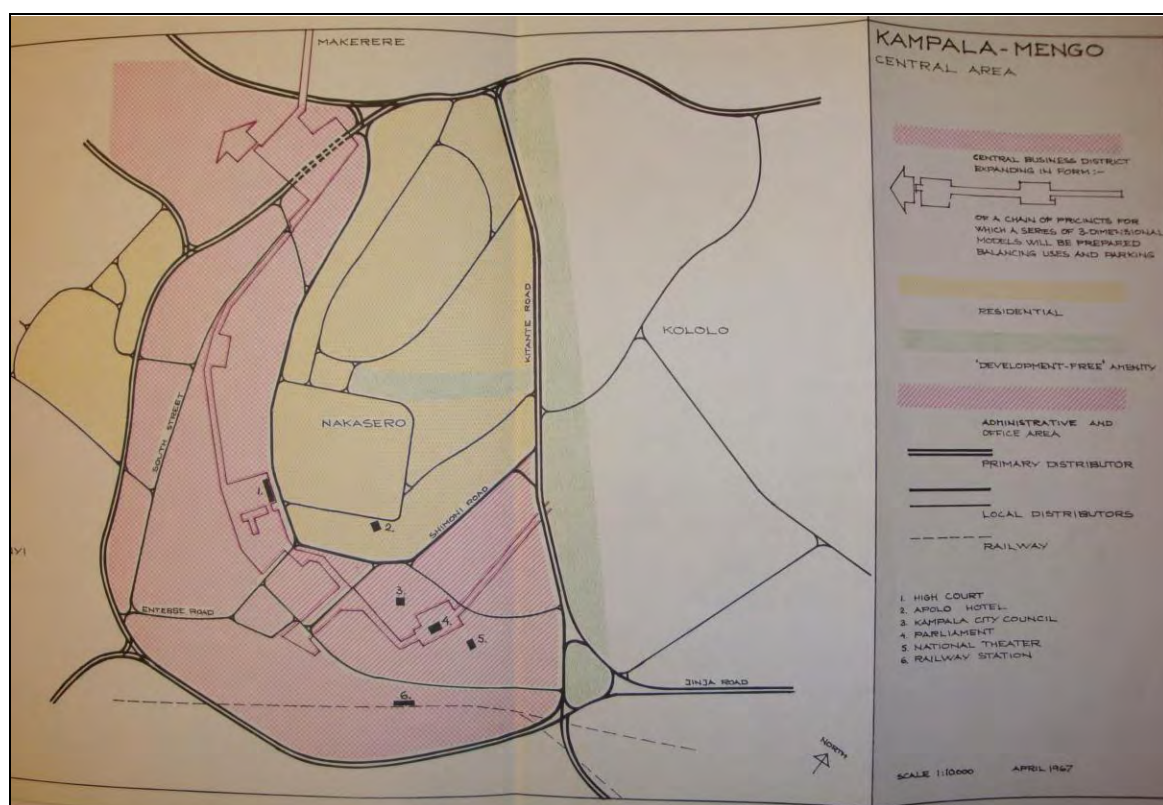 MAKERERE
KITANTE ROAD
KOLOLO
NAKASERO
SOUTH STREET
1.
2.
SHIMONI ROAD
3.
4.
5.
6.
ENTEBBE ROAD
JINJA ROAD
NORTH
KAMPALA-MENGO
CENTRAL AREA
CENTRAL BUSINESS DISTRICT
EXPANDING IN FORM:-
OF A CHAIN OF PRICINCTS FOR
WHICH A SERIES OF 3-DIMENSIONAL
MODELS WILL BE PREPARED
BALANCING USES AND PARKING
RESIDENTIAL
'DEVELOPMENT-FREE' AMENITY
ADMINISTRATIVE AND
OFFICE AREA
PRIMARY DISTRIBUTOR
LOCAL DISTRIBUTORS
RAILWAY
1. HIGH COURT
2. APOLO HOTEL
3. KAMPALA CITY COUNCIL
4. PARLIAMENT
5. NATIONAL THEATER
6. RAILWAY STATION
SCALE 1:10.000 APRIL 1967